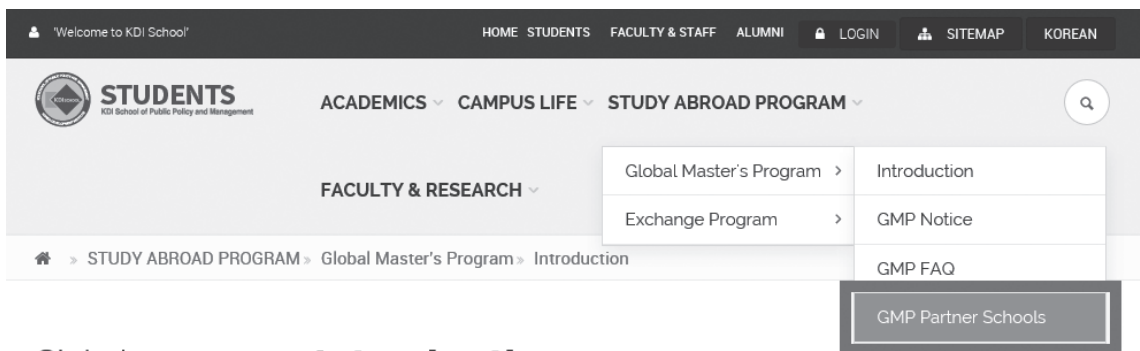 'Welcome to KDI School' HOME STUDENTS FACULTY & STAFF ALUMNI LOGIN SITEMAP KOREAN
STUDENTS
KDI School of Public Policy and Management
ACADEMICS CAMPUS LIFE STUDY ABROAD PROGRAM
FACULTY & RESEARCH
Global Master's Program > Introduction
Exchange Program > GMP Notice
GMP FAQ
GMP Partner Schools
» STUDY ABROAD PROGRAM » Global Master's Program » Introduction